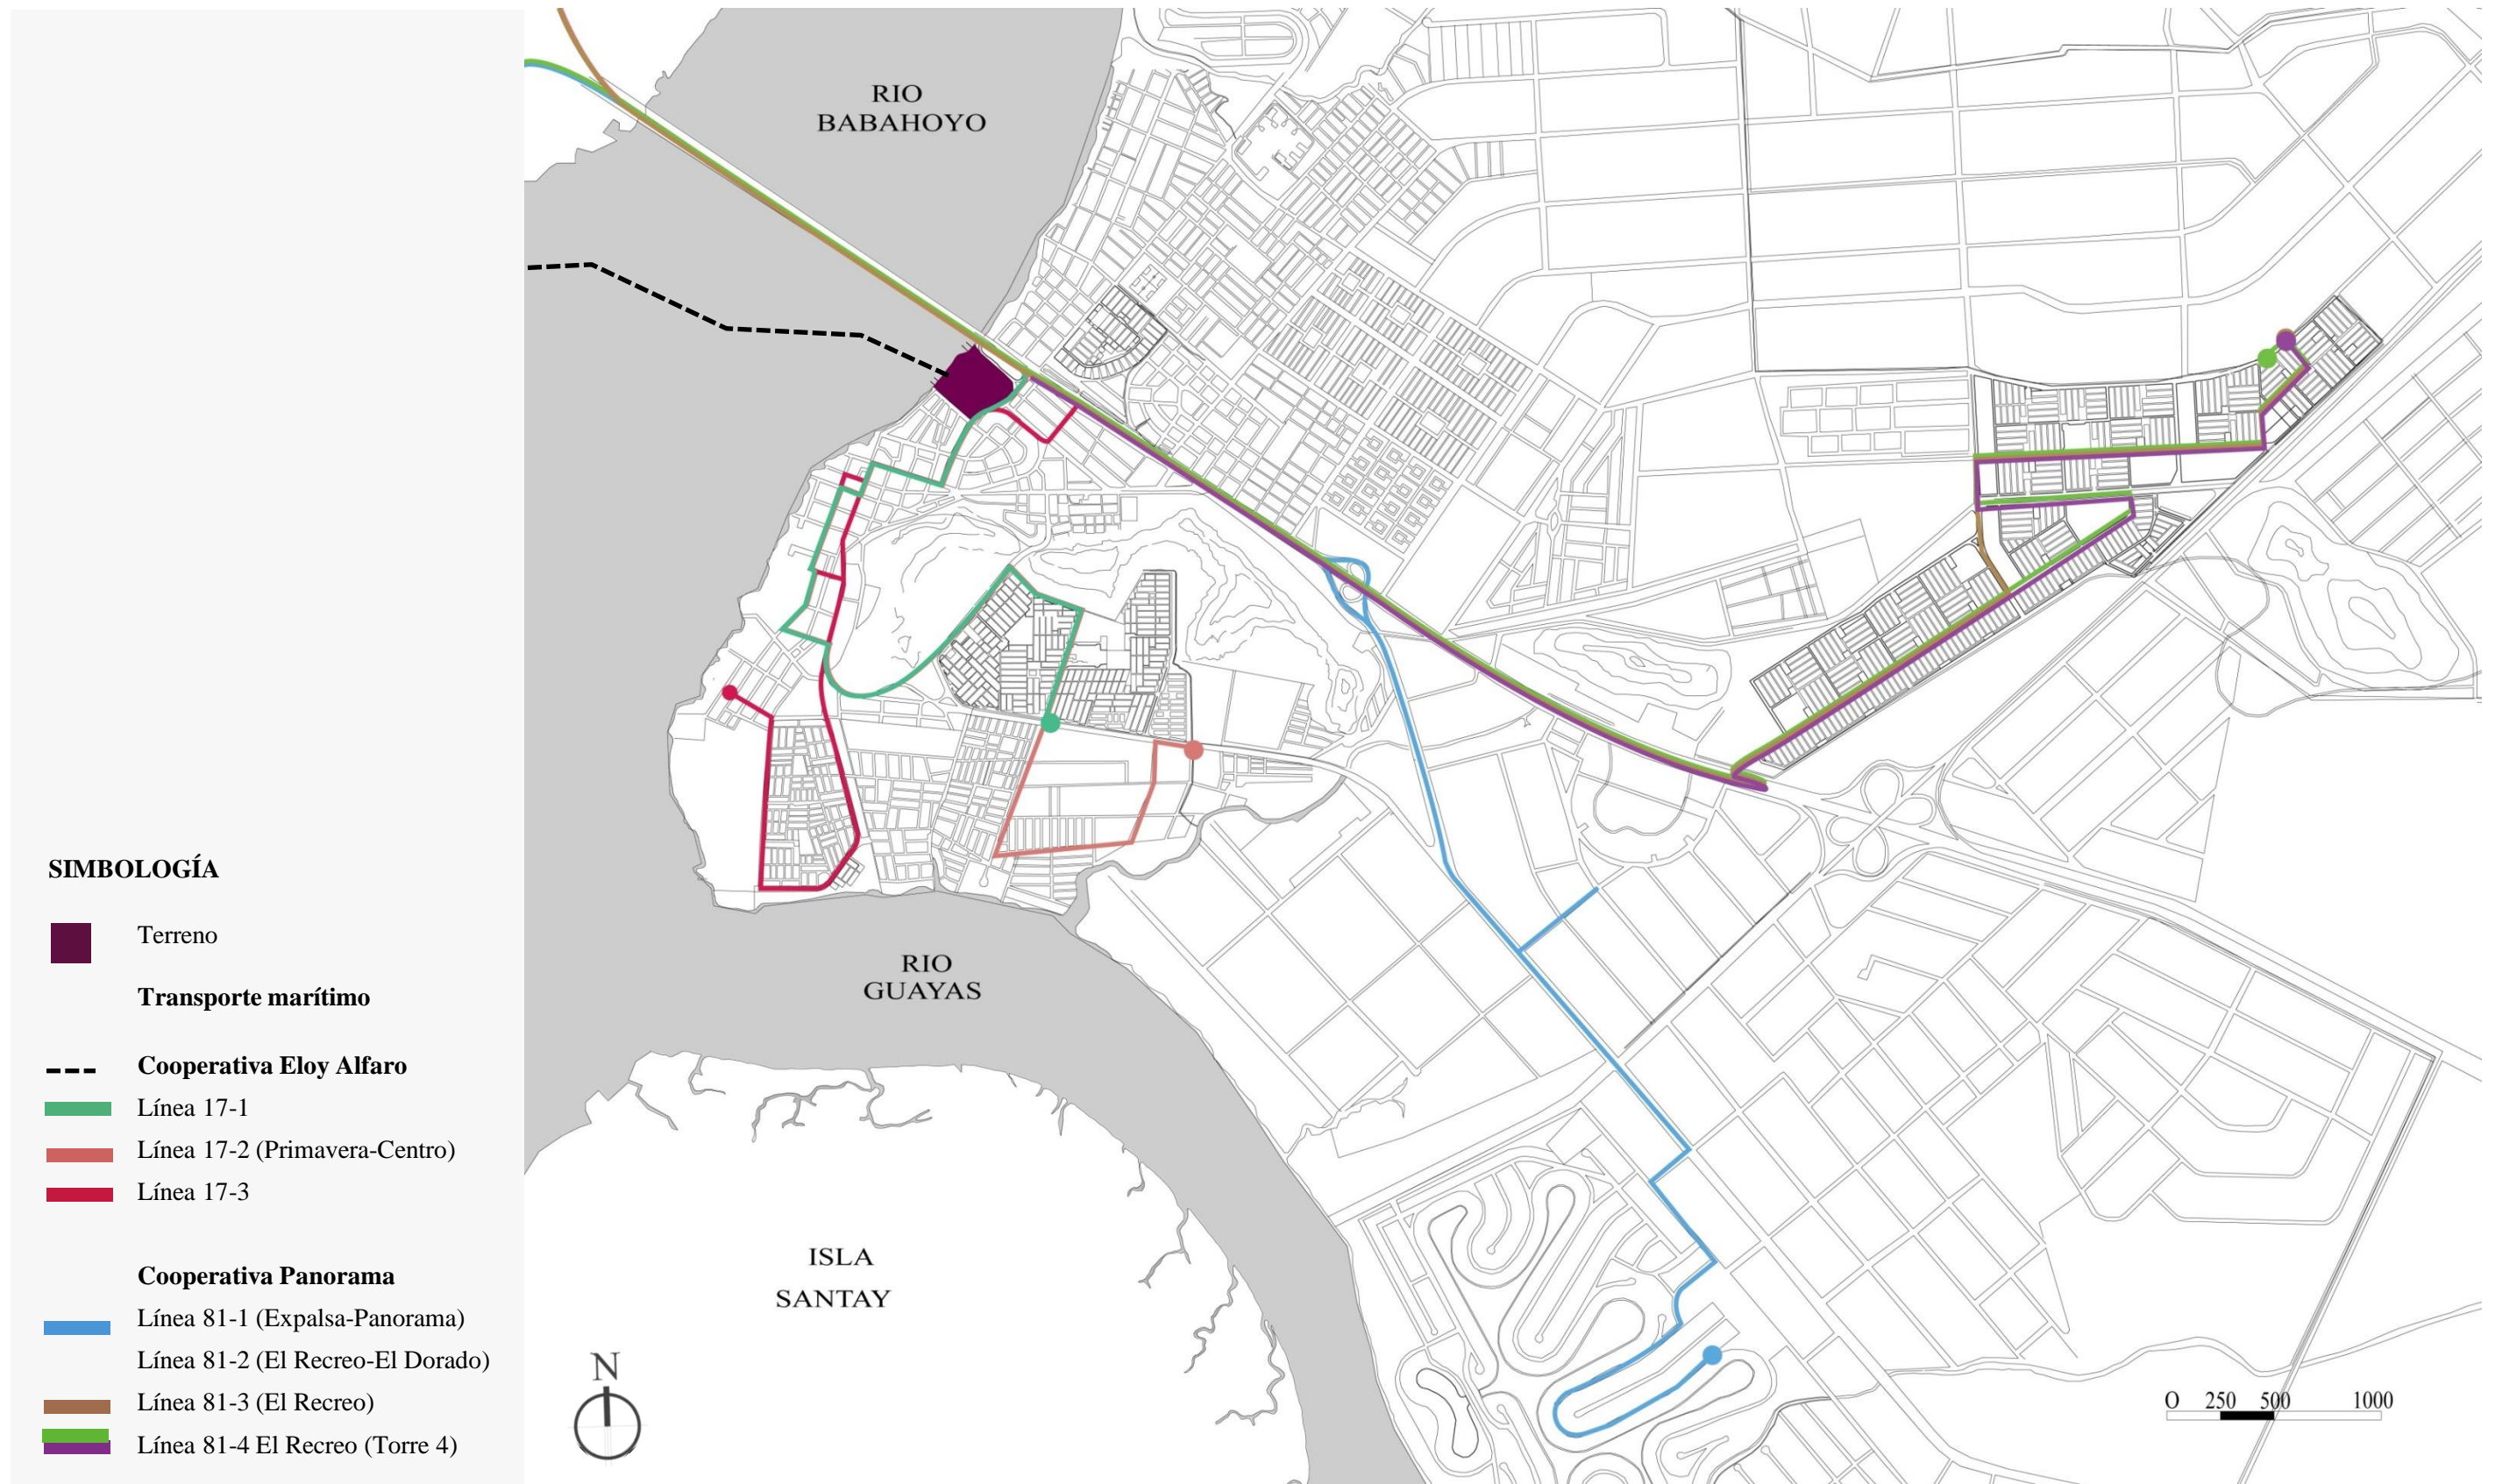 RIO
BABAHOYO
SIMBOLOGÍA
Terreno
Transporte marítimo
Cooperativa Eloy Alfaro
Línea 17-1
Línea 17-2 (Primavera-Centro)
Línea 17-3
Cooperativa Panorama
Línea 81-1 (Expalsa-Panorama)
Línea 81-2 (El Recreo-El Dorado)
Línea 81-3 (El Recreo)
Línea 81-4 El Recreo (Torre 4)
RIO
GUAYAS
ISLA
SANTAY
N
O 250 500 1000